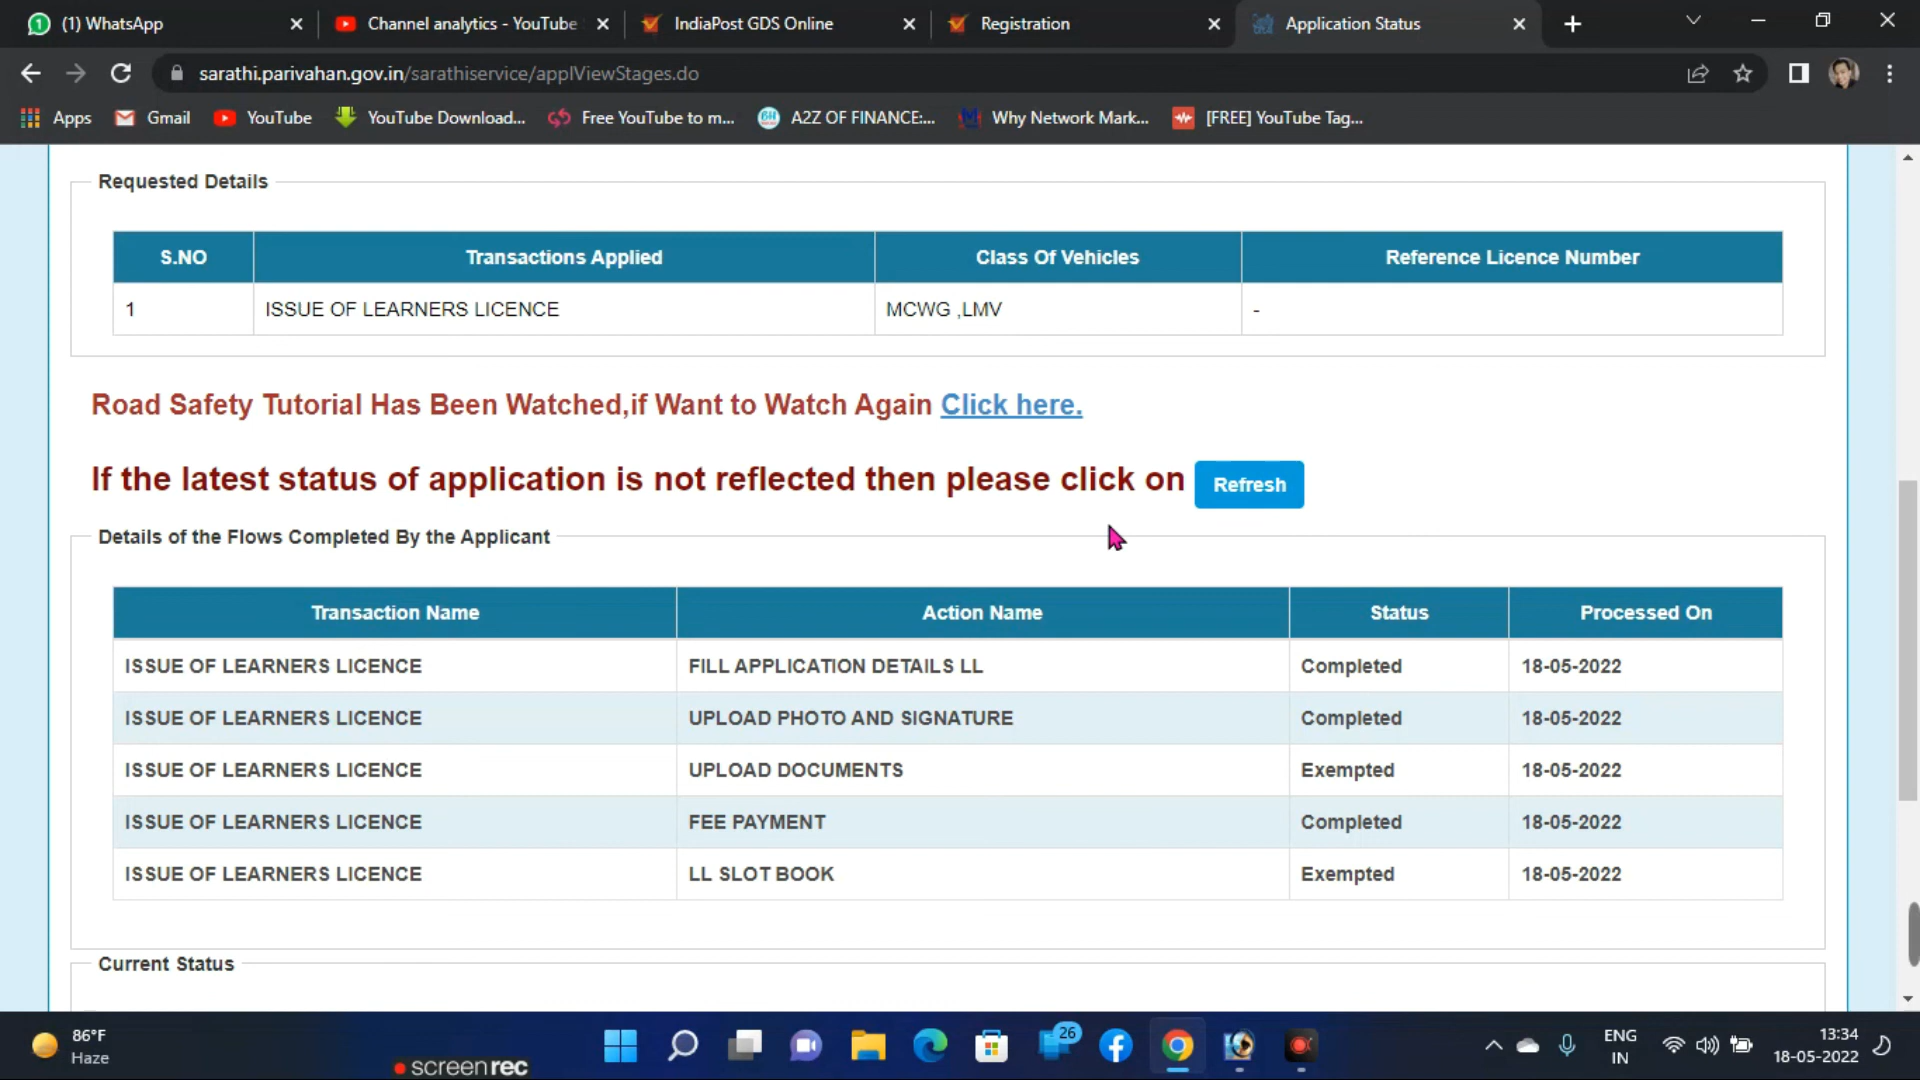 (1) WhatsApp
Channel analytics - YouTube
IndiaPost GDS Online
Registration
Application Status
sarathi.parivahan.gov.in/sarathiservice/applViewStages.do
Apps
Gmail
YouTube
YouTube Download...
Free YouTube to m...
A2Z OF FINANCE:...
Why Network Mark...
[FREE] YouTube Tag...
Requested Details
S.NO Transactions Applied Class Of Vehicles Reference Licence Number
1 ISSUE OF LEARNERS LICENCE MCWG ,LMV -
Road Safety Tutorial Has Been Watched,if Want to Watch Again Click here.
If the latest status of application is not reflected then please click on Refresh
Details of the Flows Completed By the Applicant
Transaction Name Action Name Status Processed On
ISSUE OF LEARNERS LICENCE FILL APPLICATION DETAILS LL Completed 18-05-2022
ISSUE OF LEARNERS LICENCE UPLOAD PHOTO AND SIGNATURE Completed 18-05-2022
ISSUE OF LEARNERS LICENCE UPLOAD DOCUMENTS Exempted 18-05-2022
ISSUE OF LEARNERS LICENCE FEE PAYMENT Completed 18-05-2022
ISSUE OF LEARNERS LICENCE LL SLOT BOOK Exempted 18-05-2022
Current Status
86°F
Haze
screenrec
26
ENG
IN
13:34
18-05-2022